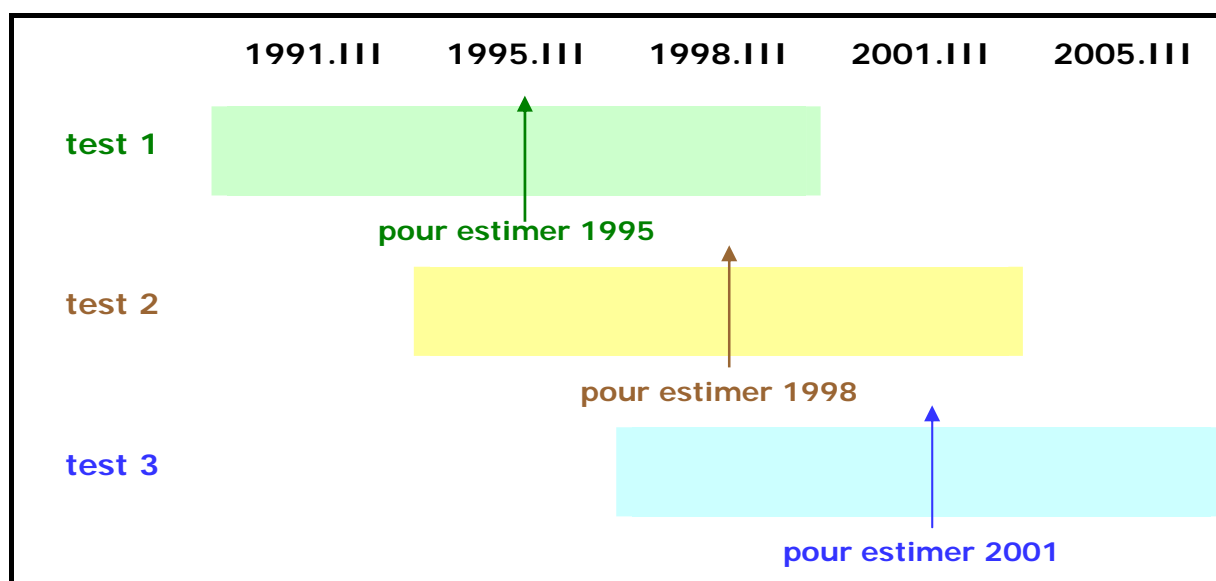 1991.III 1995.III 1998.III 2001.III 2005.III
test 1
pour estimer 1995
test 2
pour estimer 1998
test 3
pour estimer 2001